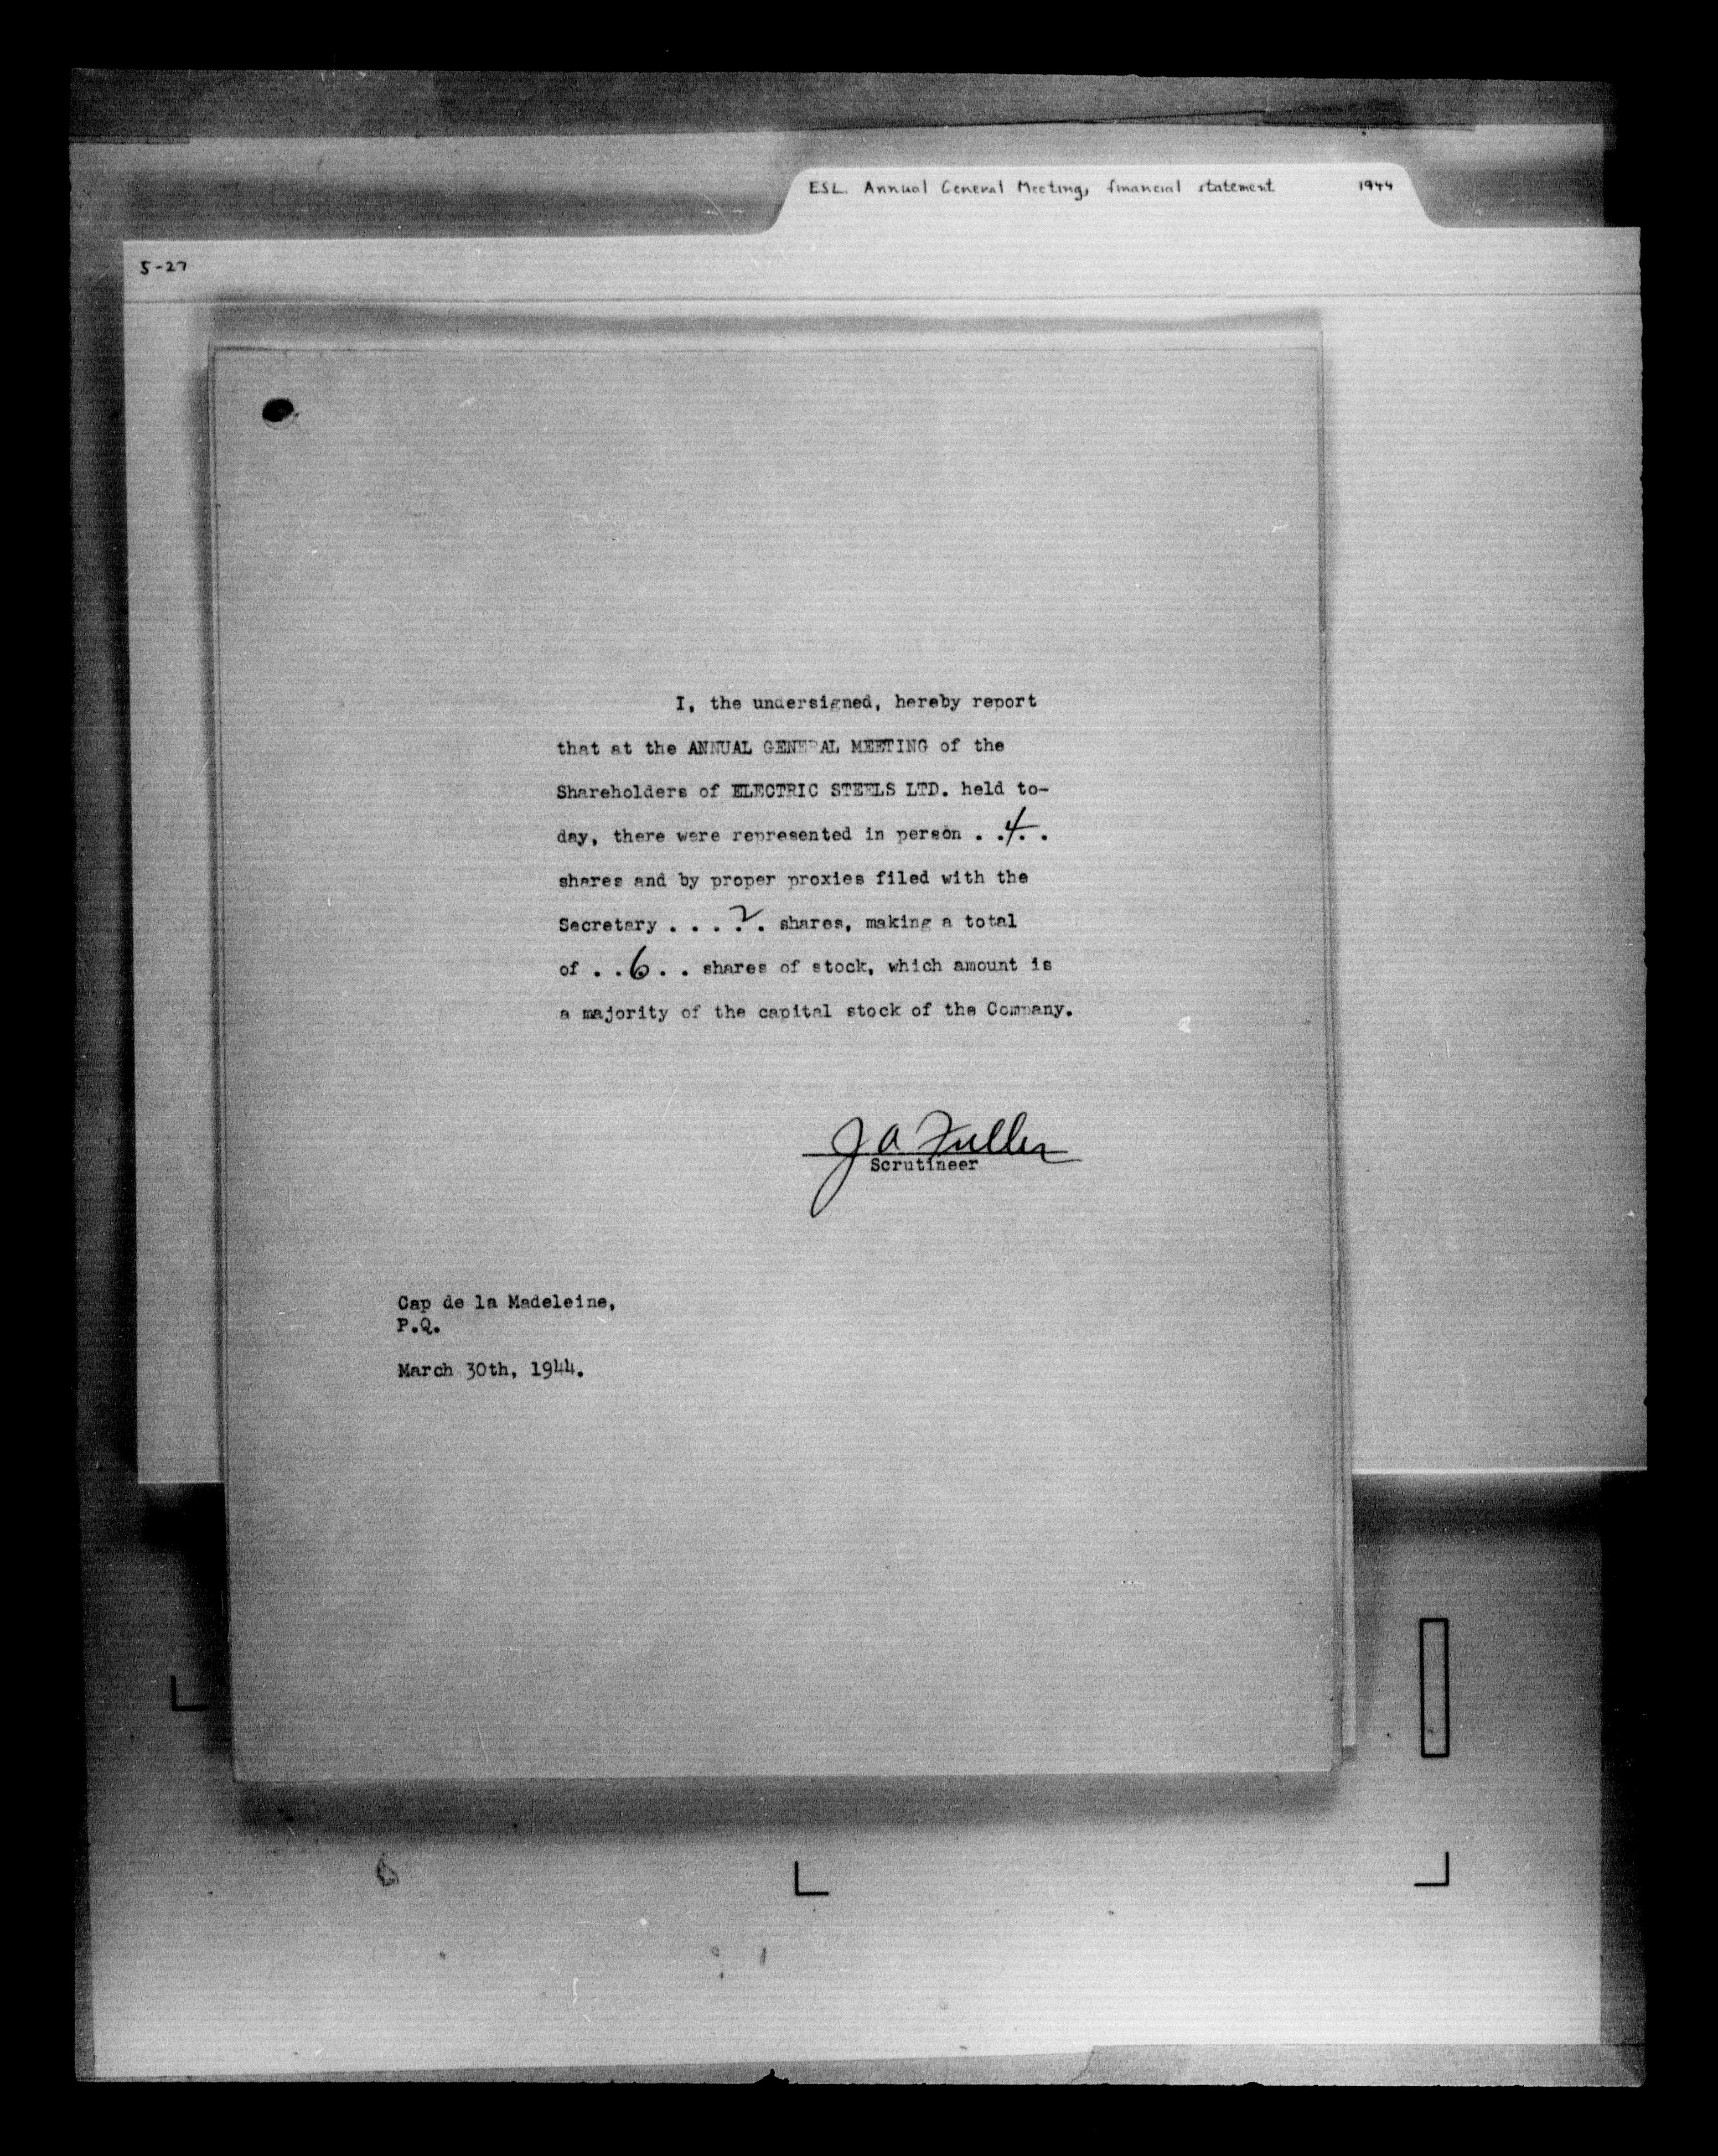 ESL. Annual General Meeting, financial statement 1944
5-27
I, the undersigned, hereby report
that at the ANNUAL GENERAL MEETING of the
Shareholders of ELECTRIC STEELS LTD. held to-
day, there were represented in person . .4. .
shares and by proper proxies filed with the
Secretary . . . .2. shares, making a total
of . .6. . shares of stock, which amount is
a majority of the capital stock of the Company.
J A Fuller
Scrutineer
Cap de la Madeleine,
P.Q.
March 30th, 1944.